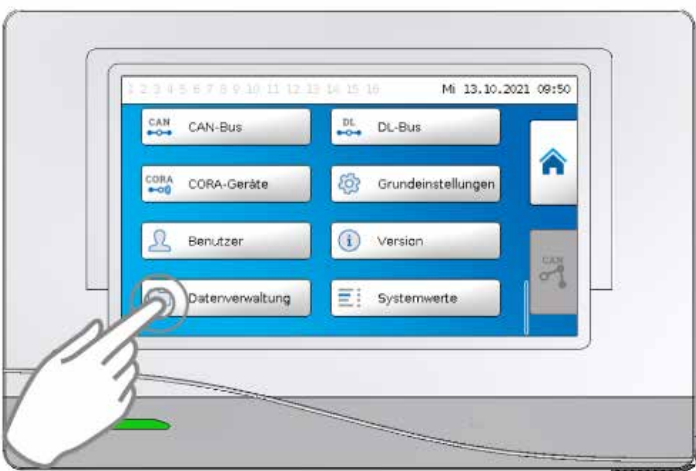 1 2 3 4 5 6 7 8 9 10 11 12 13 14 15 16 Mi 13.10.2021 09:50
CAN CAN-Bus DL DL-Bus
CORA CORA-Geräte Grundeinstellungen
Benutzer i Version
CAN
Datenverwaltung Systemwerte